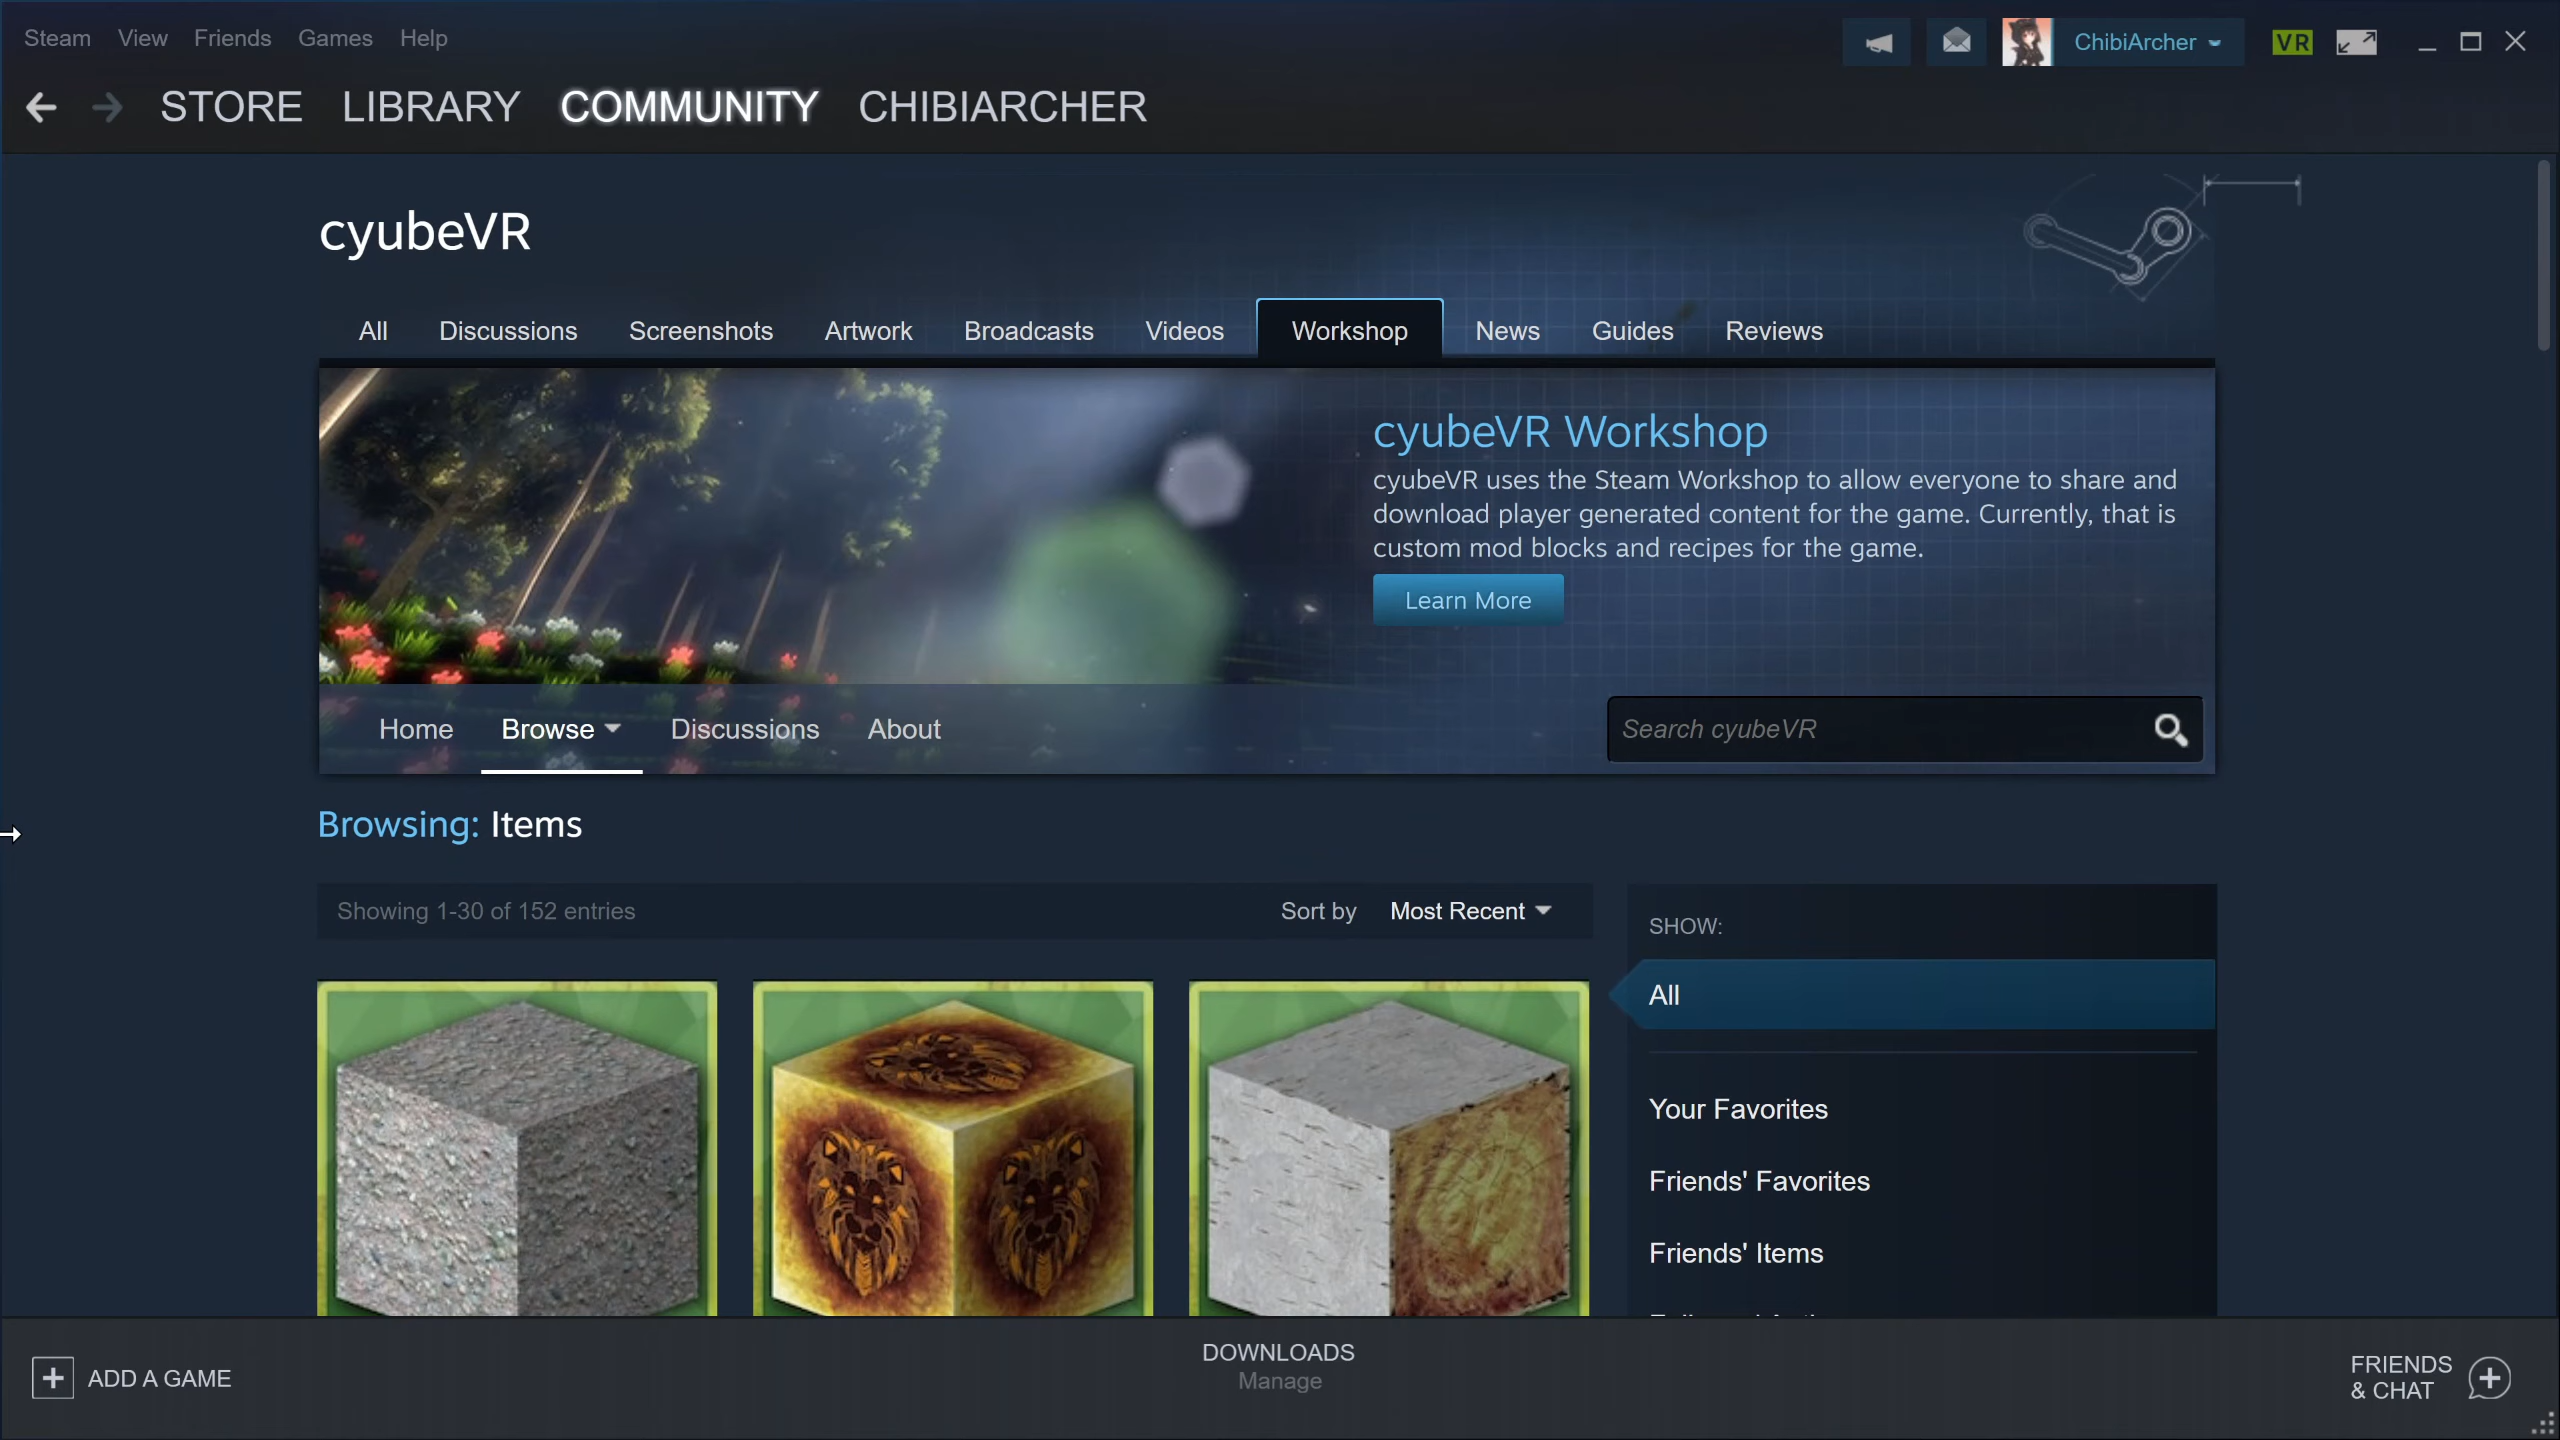 Steam View Friends Games Help
ChibiArcher VR
STORE LIBRARY COMMUNITY CHIBIARCHER
cyubeVR
All Discussions Screenshots Artwork Broadcasts Videos Workshop News Guides Reviews
cyubeVR Workshop
cyubeVR uses the Steam Workshop to allow everyone to share and
download player generated content for the game. Currently, that is
custom mod blocks and recipes for the game.
Learn More
Home Browse Discussions About Search cyubeVR
Browsing: Items
Showing 1-30 of 152 entries Sort by Most Recent
SHOW:
All
Your Favorites
Friends' Favorites
Friends' Items
ADD A GAME
DOWNLOADS
Manage
FRIENDS
& CHAT